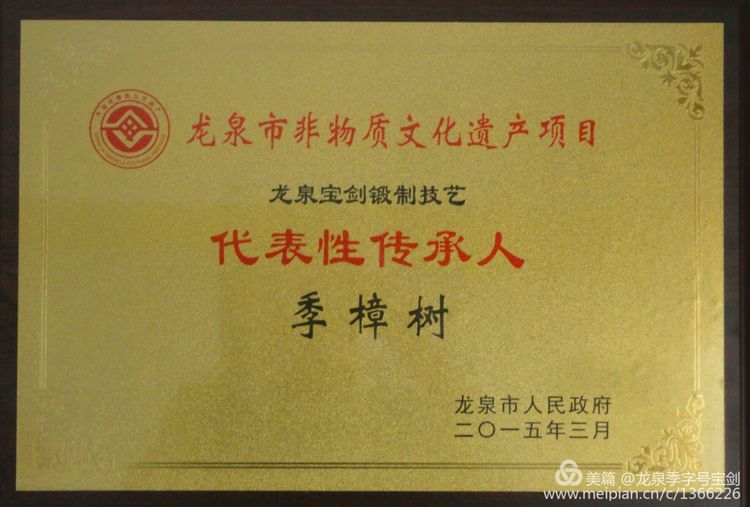 龙泉市非物质文化遗产项目
龙泉宝剑锻制技艺
代表性传承人
季樟树
龙泉市人民政府
二〇一五年三月
美篇 @龙泉季字号宝剑
www.meipian.cn/c/1366226